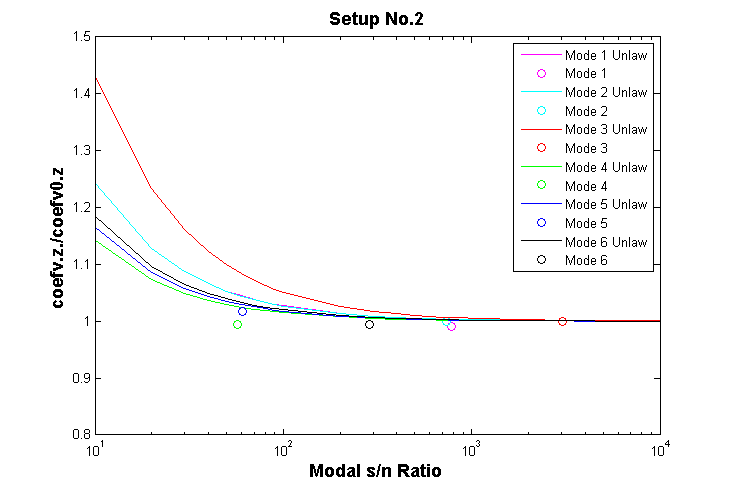 Setup No.2
1.5
1.4
1.3
1.2
1.1
1
0.9
0.8
coefv.z./coefv0.z
10^1
10^2
10^3
10^4
Modal s/n Ratio
Mode 1 Unlaw
Mode 1
Mode 2 Unlaw
Mode 2
Mode 3 Unlaw
Mode 3
Mode 4 Unlaw
Mode 4
Mode 5 Unlaw
Mode 5
Mode 6 Unlaw
Mode 6